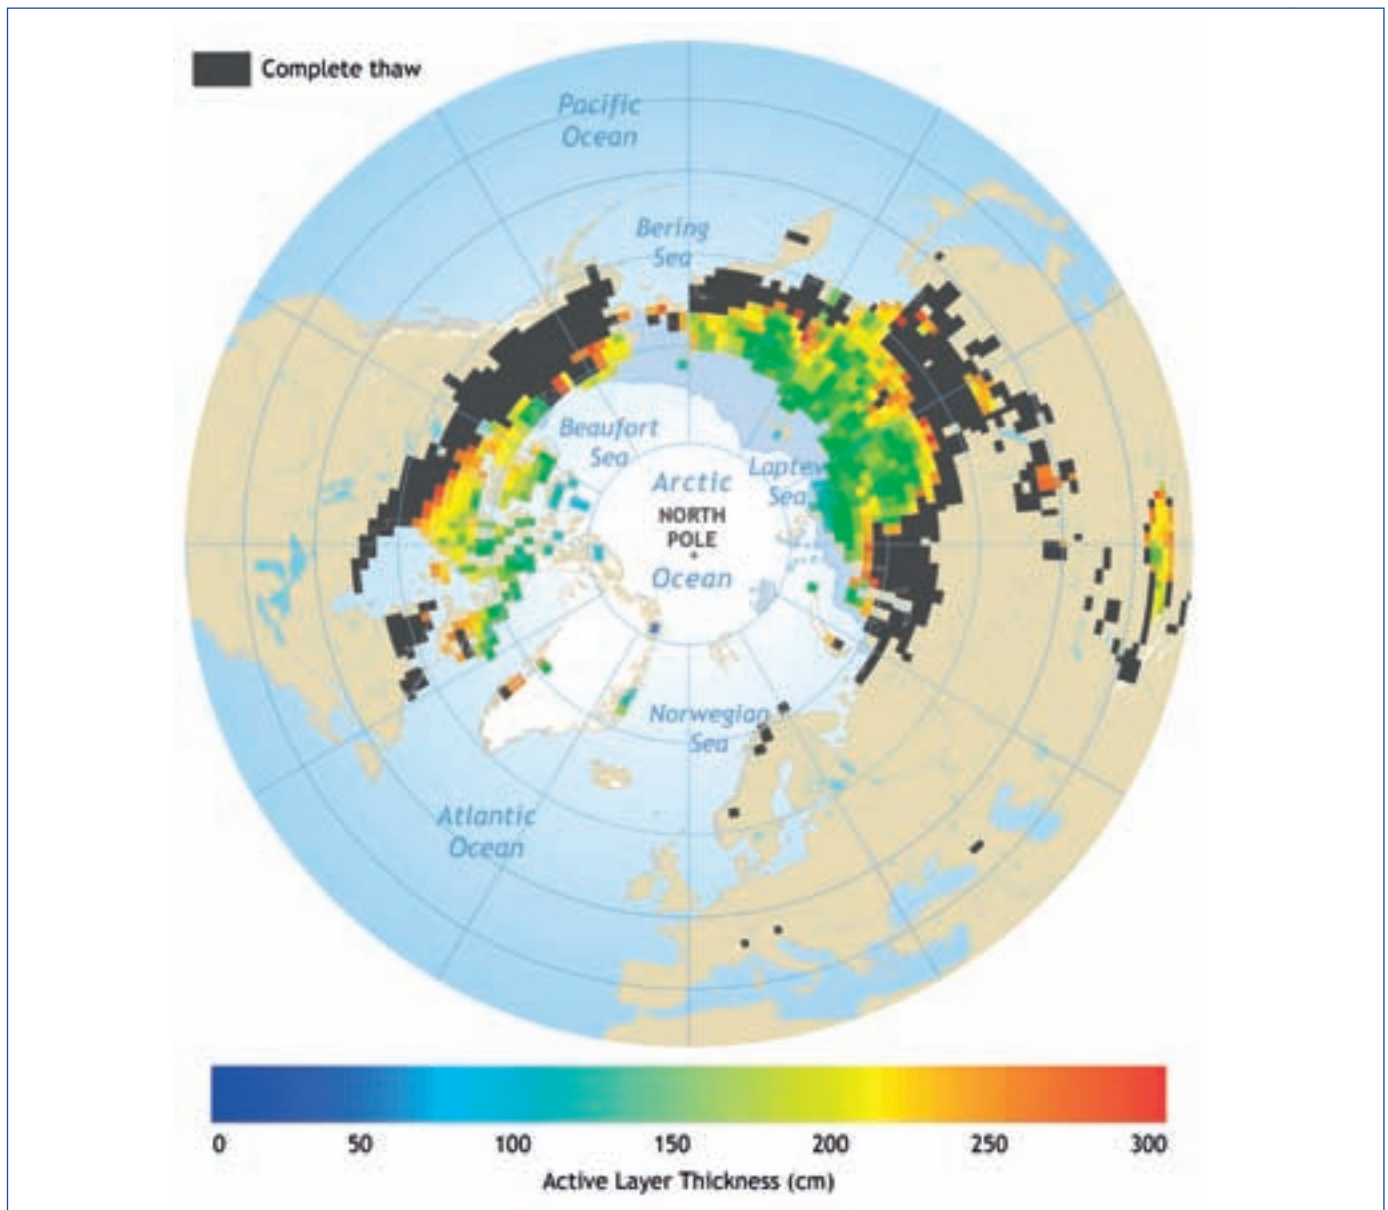 Complete thaw
Pacific
Ocean
Bering
Sea
Beaufort
Sea
Laptev
Sea
Arctic
NORTH
POLE
+
Ocean
Norwegian
Sea
Atlantic
Ocean
0 50 100 150 200 250 300
Active Layer Thickness (cm)